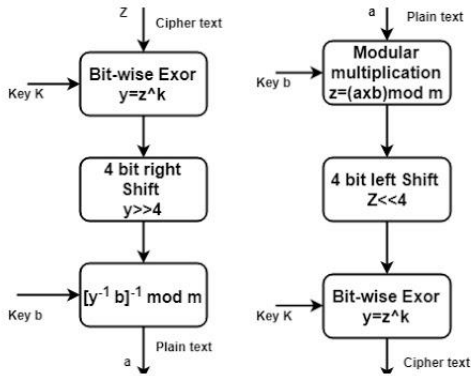 Z
Cipher text
Bit-wise Exor
y=z^k
Key K
4 bit right
Shift
y>>4
[y⁻¹ b]⁻¹ mod m
Key b
Plain text
a
a
Plain text
Modular
multiplication
z=(axb)mod m
Key b
4 bit left Shift
Z<<4
Bit-wise Exor
y=z^k
Key K
Cipher text